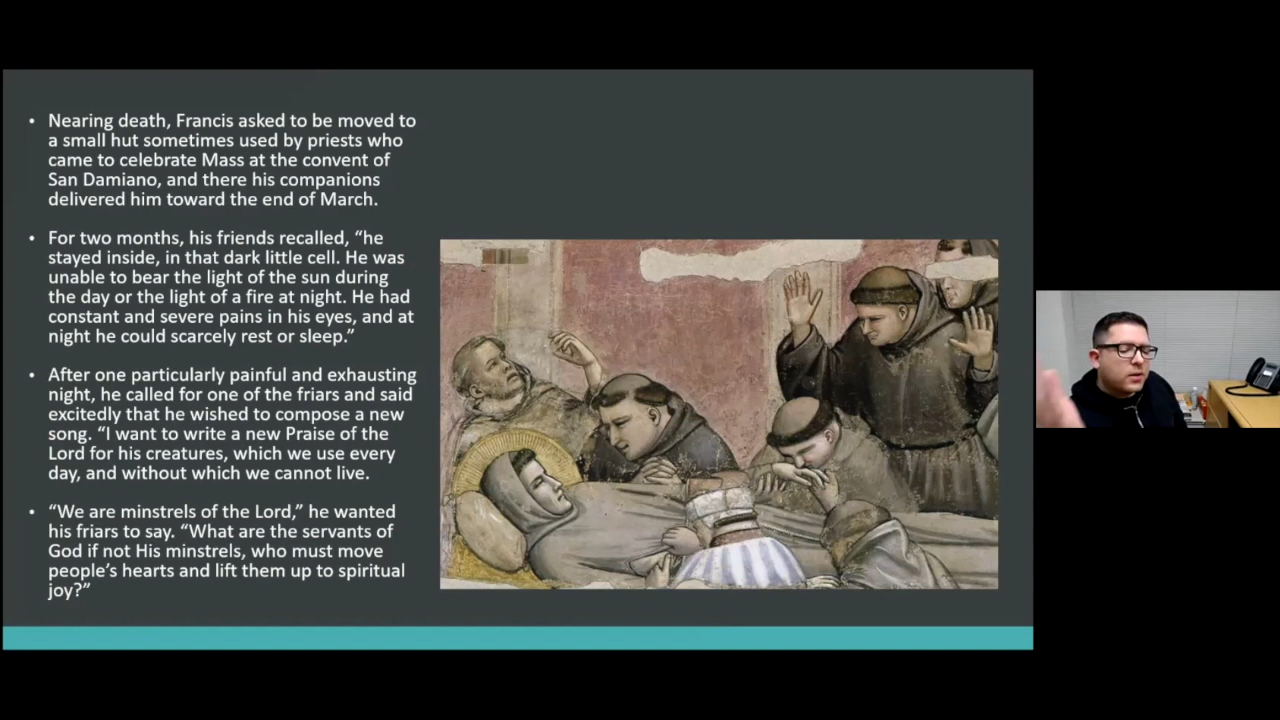 • Nearing death, Francis asked to be moved to
a small hut sometimes used by priests who
came to celebrate Mass at the convent of
San Damiano, and there his companions
delivered him toward the end of March.
• For two months, his friends recalled, “he
stayed inside, in that dark little cell. He was
unable to bear the light of the sun during
the day or the light of a fire at night. He had
constant and severe pains in his eyes, and at
night he could scarcely rest or sleep.”
• After one particularly painful and exhausting
night, he called for one of the friars and said
excitedly that he wished to compose a new
song. “I want to write a new Praise of the
Lord for his creatures, which we use every
day, and without which we cannot live.
• “We are minstrels of the Lord,” he wanted
his friars to say. “What are the servants of
God if not His minstrels, who must move
people’s hearts and lift them up to spiritual
joy?”